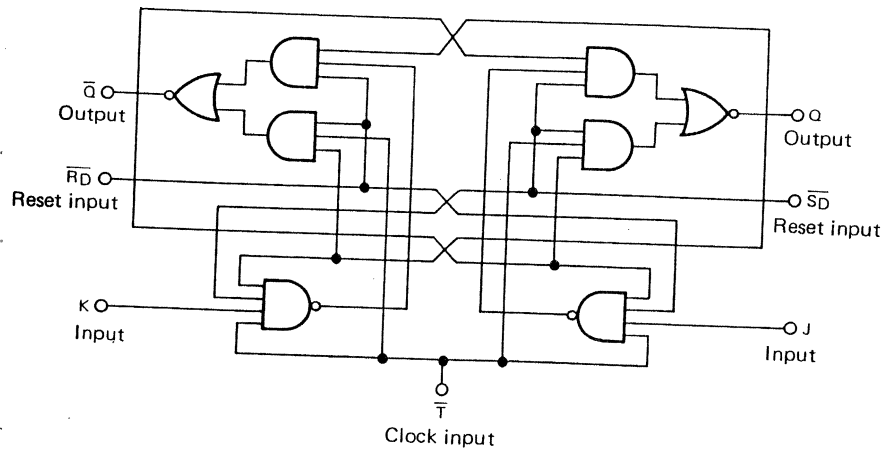 Q̅
Output
Q
Output
R̅D̅
Reset input
S̅D̅
Reset input
K
Input
J
Input
T̅
Clock input